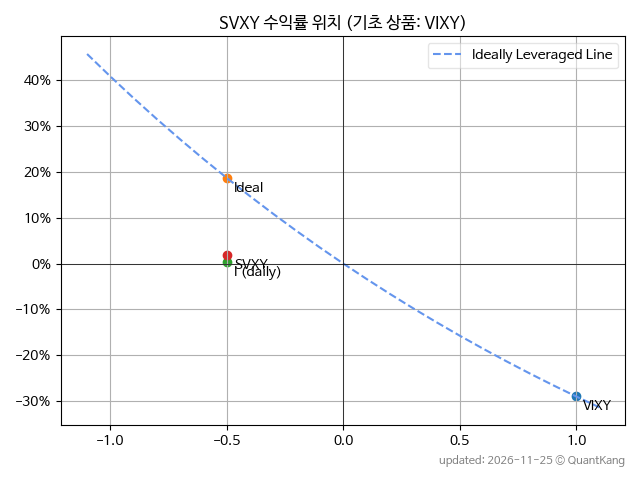 SVXY 수익률 위치 (기초 상품: VIXY)
Ideally Leveraged Line
40%
30%
20%
10%
0%
−10%
−20%
−30%
Ideal
SVXY
I (daily)
VIXY
−1.0 −0.5 0.0 0.5 1.0
updated: 2026-11-25 © QuantKang